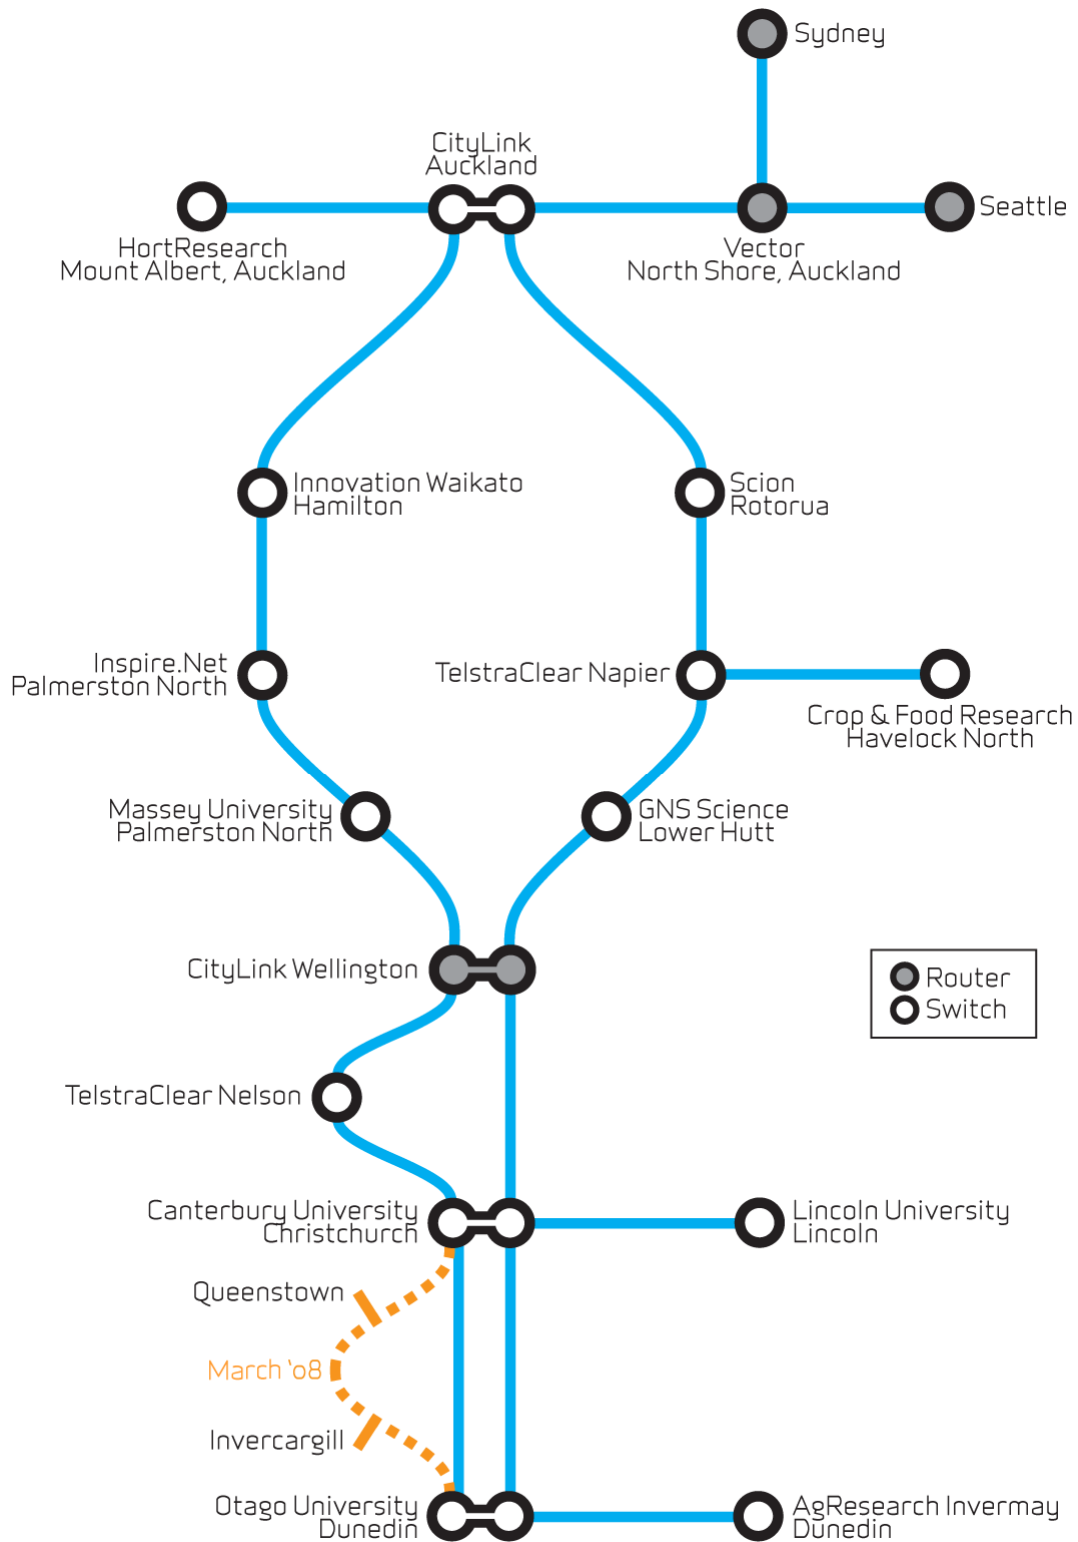 Sydney
CityLink
Auckland
Seattle
HortResearch
Mount Albert, Auckland
Vector
North Shore, Auckland
Innovation Waikato
Hamilton
Scion
Rotorua
Inspire.Net
Palmerston North
TelstraClear Napier
Crop & Food Research
Havelock North
Massey University
Palmerston North
GNS Science
Lower Hutt
CityLink Wellington
Router
Switch
TelstraClear Nelson
Canterbury University
Christchurch
Lincoln University
Lincoln
Queenstown
March ‘08
Invercargill
Otago University
Dunedin
AgResearch Invermay
Dunedin